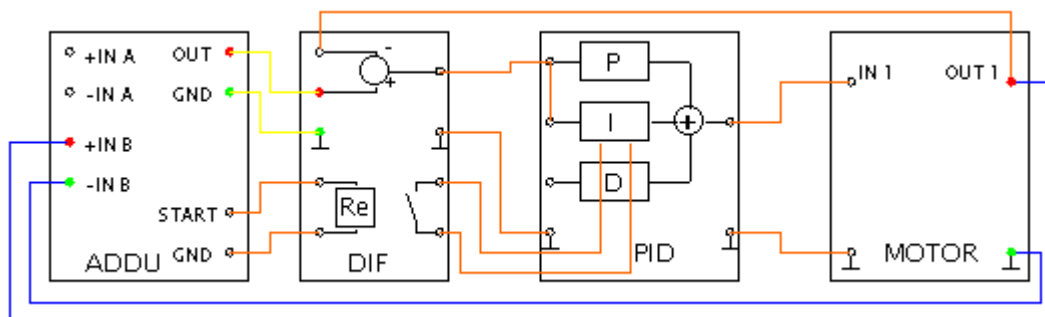 +IN A
OUT
-IN A
GND
+IN B
-IN B
START
GND
ADDU
-
+
Re
DIF
P
I
+
D
PID
IN 1
OUT 1
MOTOR